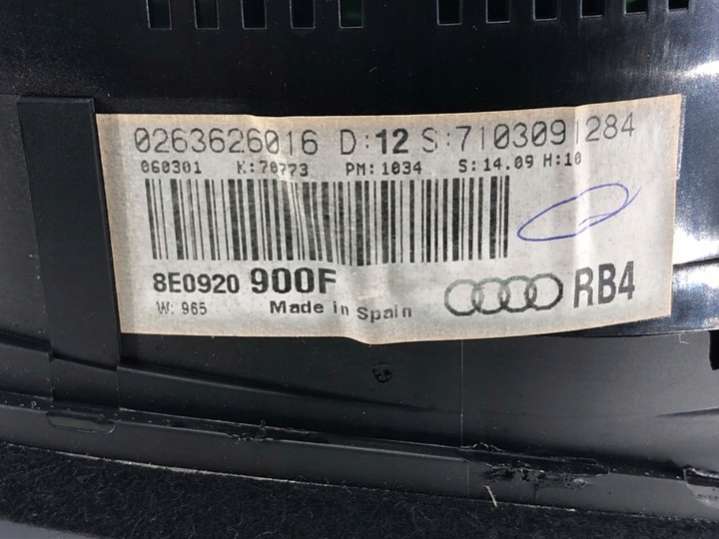 0263626016 D:12 S:7103091284
060301 K:70773 PM:1034 S:14.09 H:10
8E0920 900F RB4
W: 965 Made in Spain